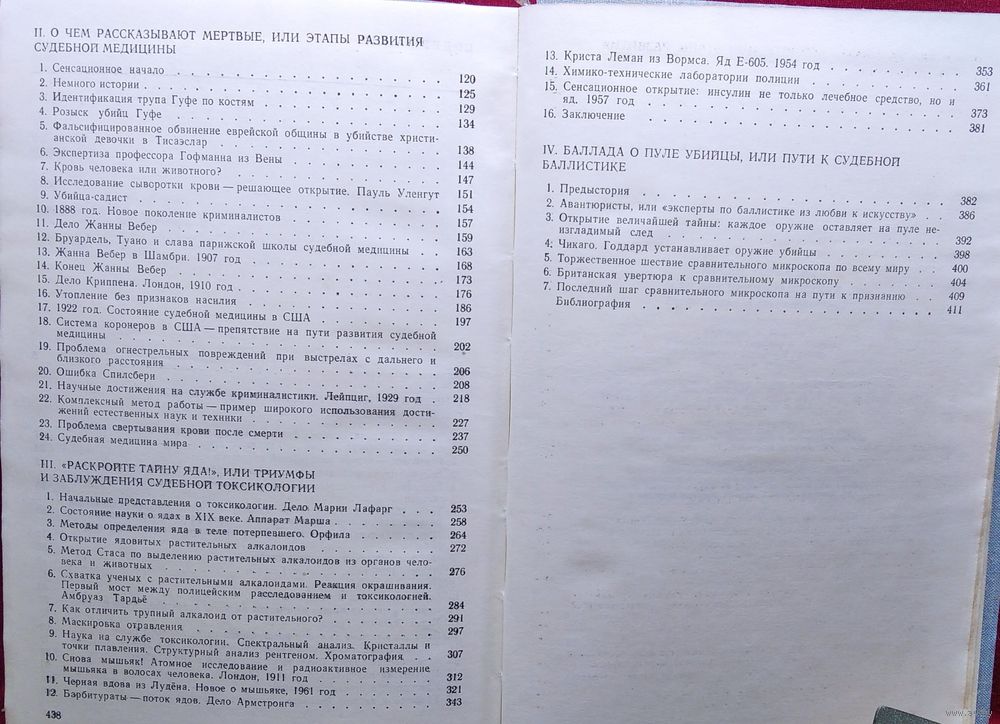 II. О ЧЕМ РАССКАЗЫВАЮТ МЕРТВЫЕ, ИЛИ ЭТАПЫ РАЗВИТИЯ
СУДЕБНОЙ МЕДИЦИНЫ
1. Сенсационное начало . . . 120
2. Немного истории . . . 125
3. Идентификация трупа Гуфе по костям . . . 129
4. Розыск убийц Гуфе . . . 134
5. Фальсифицированное обвинение еврейской общины в убийстве христи-
анской девочки в Тисаэслар . . . 138
6. Экспертиза профессора Гофманна из Вены . . . 144
7. Кровь человека или животного? . . . 147
8. Исследование сыворотки крови — решающее открытие. Пауль Уленгут 151
9. Убийца-садист . . . 154
10. 1888 год. Новое поколение криминалистов . . . 157
11. Дело Жанны Вебер . . . 159
12. Бруардель, Туано и слава парижской школы судебной медицины . . . 163
13. Жанна Вебер в Шамбри. 1907 год . . . 168
14. Конец Жанны Вебер . . . 173
15. Дело Криппена. Лондон, 1910 год . . . 176
16. Утопление без признаков насилия . . . 186
17. 1922 год. Состояние судебной медицины в США . . . 197
18. Система коронеров в США — препятствие на пути развития судебной
медицины . . . 202
19. Проблема огнестрельных повреждений при выстрелах с дальнего и
близкого расстояния . . . 206
20. Ошибка Спилсбери . . . 208
21. Научные достижения на службе криминалистики. Лейпциг, 1929 год . 218
22. Комплексный метод работы — пример широкого использования дости-
жений естественных наук и техники . . . 227
23. Проблема свертывания крови после смерти . . . 237
24. Судебная медицина мира . . . 250
III. «РАСКРОЙТЕ ТАЙНУ ЯДА!», ИЛИ ТРИУМФЫ
И ЗАБЛУЖДЕНИЯ СУДЕБНОЙ ТОКСИКОЛОГИИ
1. Начальные представления о токсикологии. Дело Марии Лафарг . . . 253
2. Состояние науки о ядах в XIX веке. Аппарат Марша . . . 258
3. Методы определения яда в теле потерпевшего. Орфила . . . 264
4. Открытие ядовитых растительных алкалоидов . . . 272
5. Метод Стаса по выделению растительных алкалоидов из органов чело-
века и животных . . . 276
6. Схватка ученых с растительными алкалоидами. Реакция окрашивания.
Первый мост между полицейским расследованием и токсикологией.
Амбруаз Тардьё . . . 284
7. Как отличить трупный алкалоид от растительного? . . . 291
8. Маскировка отравления . . . 297
9. Наука на службе токсикологии. Спектральный анализ. Кристаллы и
точки плавления. Структурный анализ рентгеном. Хроматография . . 307
10. Снова мышьяк! Атомное исследование и радиоактивное измерение
мышьяка в волосах человека. Лондон, 1911 год . . . 312
11. Черная вдова из Лудёна. Новое о мышьяке, 1961 год . . . 321
12. Барбитураты — поток ядов. Дело Армстронга . . . 343
438
13. Криста Леман из Вормса. Яд Е-605. 1954 год . . . 353
14. Химико-технические лаборатории полиции . . . 361
15. Сенсационное открытие: инсулин не только лечебное средство, но и
яд. 1957 год . . . 373
16. Заключение . . . 381
IV. БАЛЛАДА О ПУЛЕ УБИЙЦЫ, ИЛИ ПУТИ К СУДЕБНОЙ
БАЛЛИСТИКЕ
1. Предыстория . . . 382
2. Авантюристы, или «эксперты по баллистике из любви к искусству» . . 386
3. Открытие величайшей тайны: каждое оружие оставляет на пуле не-
изгладимый след . . . 392
4. Чикаго. Годдард устанавливает оружие убийцы . . . 398
5. Торжественное шествие сравнительного микроскопа по всему миру . . 400
6. Британская увертюра к сравнительному микроскопу . . . 404
7. Последний шаг сравнительного микроскопа на пути к признанию . . 409
Библиография . . . 411